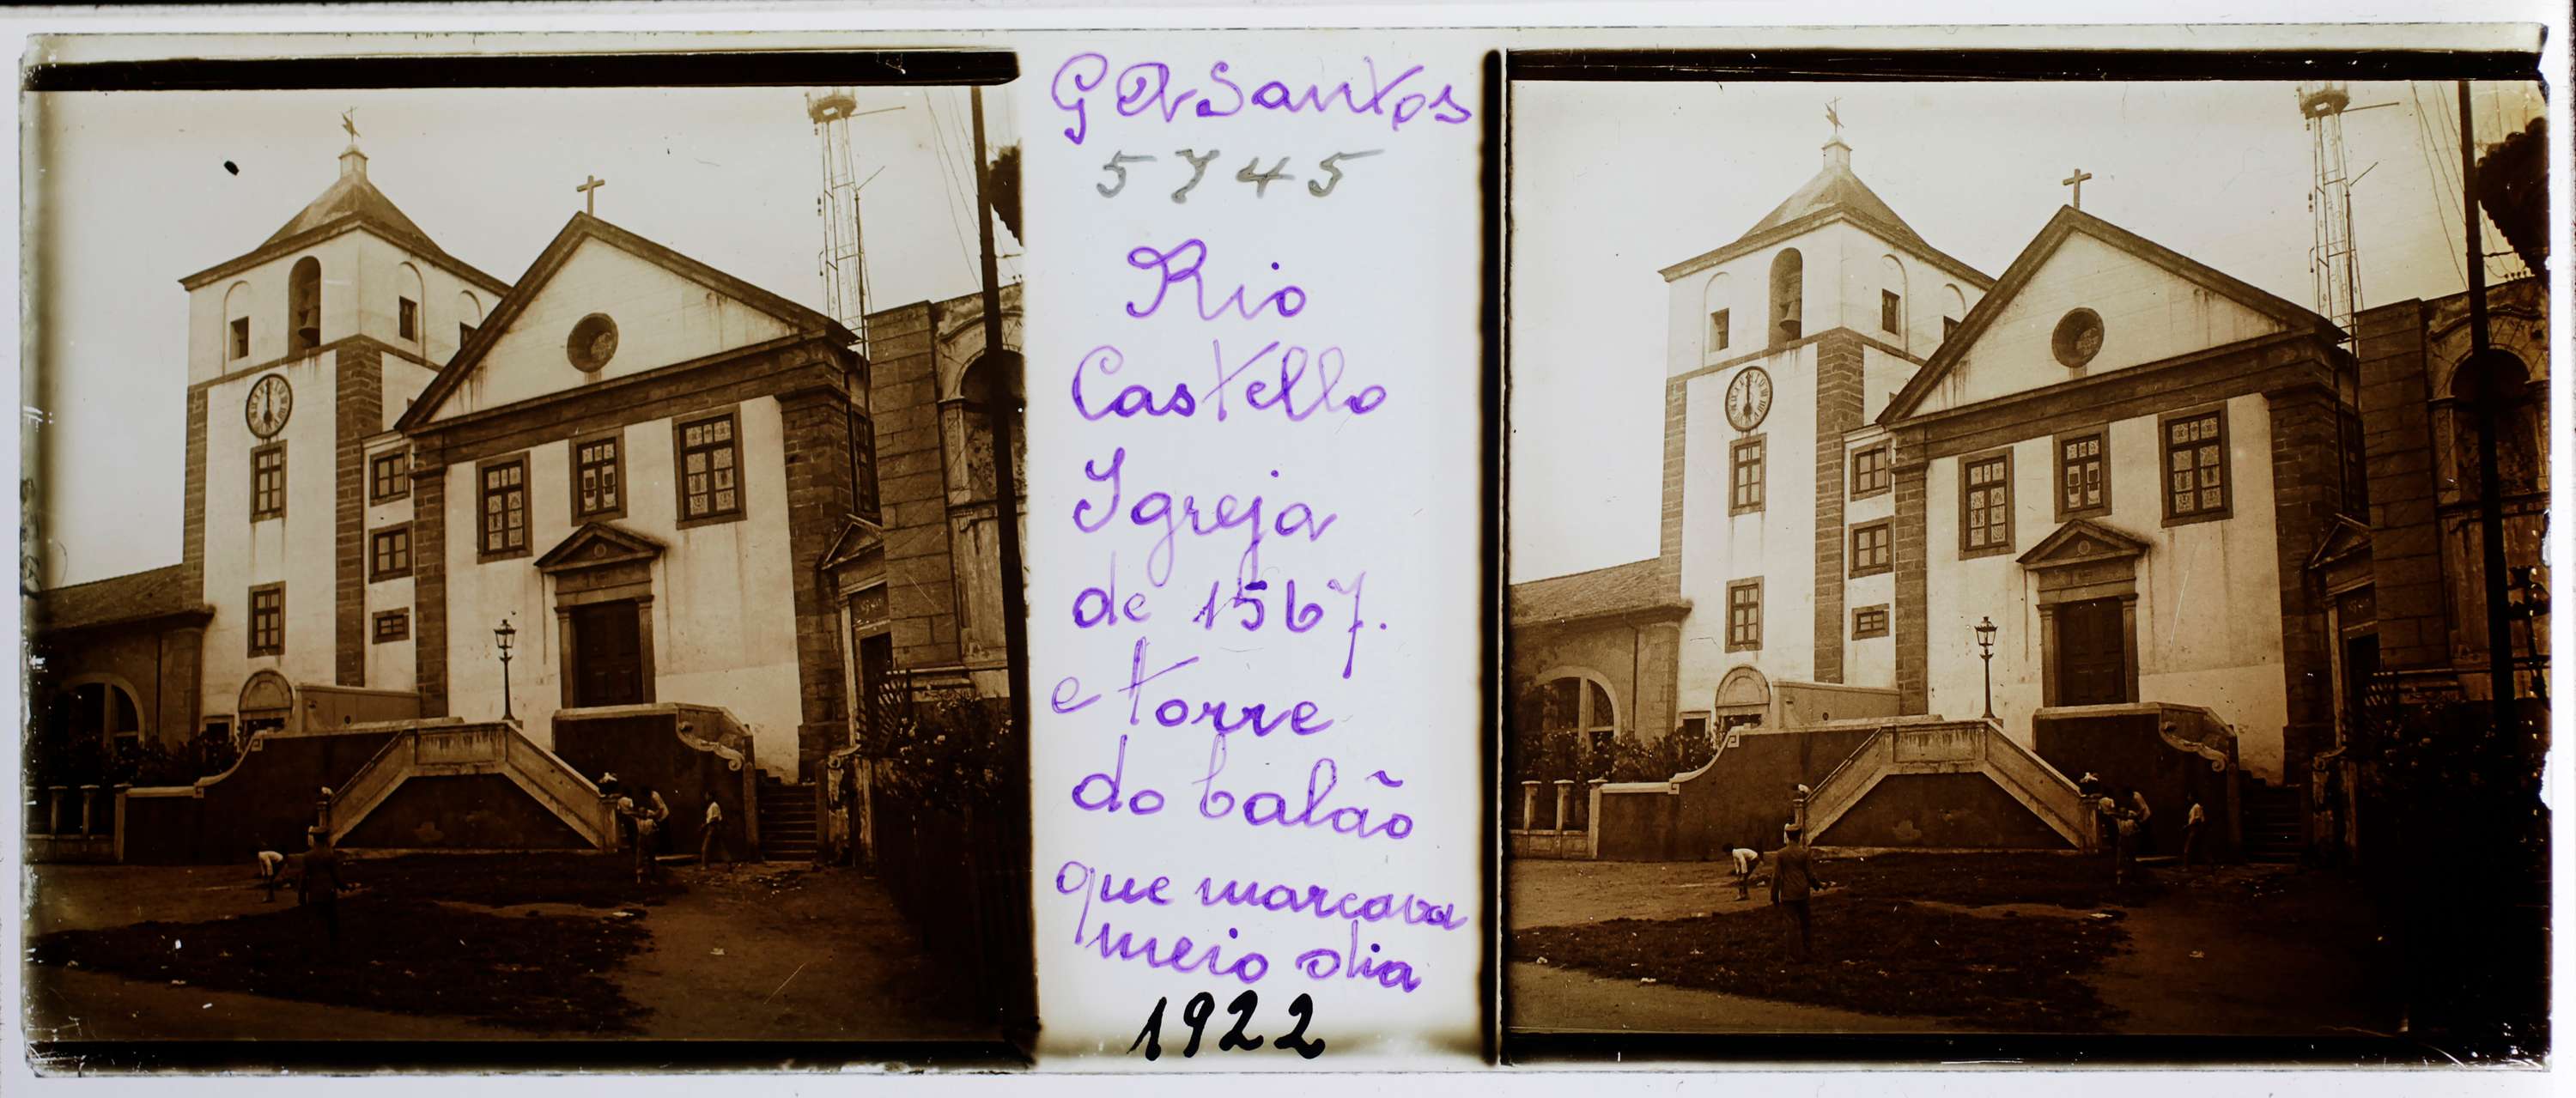 G A Santos
5745
Rio
Castello
Igreja
de 1567.
e torre
do balão
que marcava
meio dia
1922